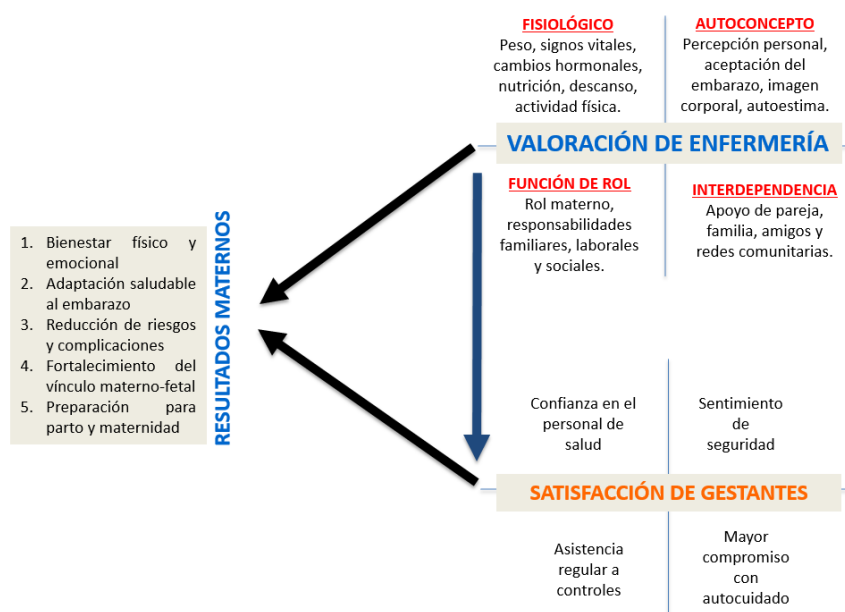 FISIOLÓGICO
Peso, signos vitales,
cambios hormonales,
nutrición, descanso,
actividad física.
AUTOCONCEPTO
Percepción personal,
aceptación del
embarazo, imagen
corporal, autoestima.
VALORACIÓN DE ENFERMERÍA
FUNCIÓN DE ROL
Rol materno,
responsabilidades
familiares, laborales
y sociales.
INTERDEPENDENCIA
Apoyo de pareja,
familia, amigos y
redes comunitarias.
1. Bienestar físico y
emocional
2. Adaptación saludable
al embarazo
3. Reducción de riesgos
y complicaciones
4. Fortalecimiento del
vínculo materno-fetal
5. Preparación para
parto y maternidad
RESULTADOS MATERNOS
Confianza en el
personal de
salud
Sentimiento
de
seguridad
SATISFACCIÓN DE GESTANTES
Asistencia
regular a
controles
Mayor
compromiso
con
autocuidado